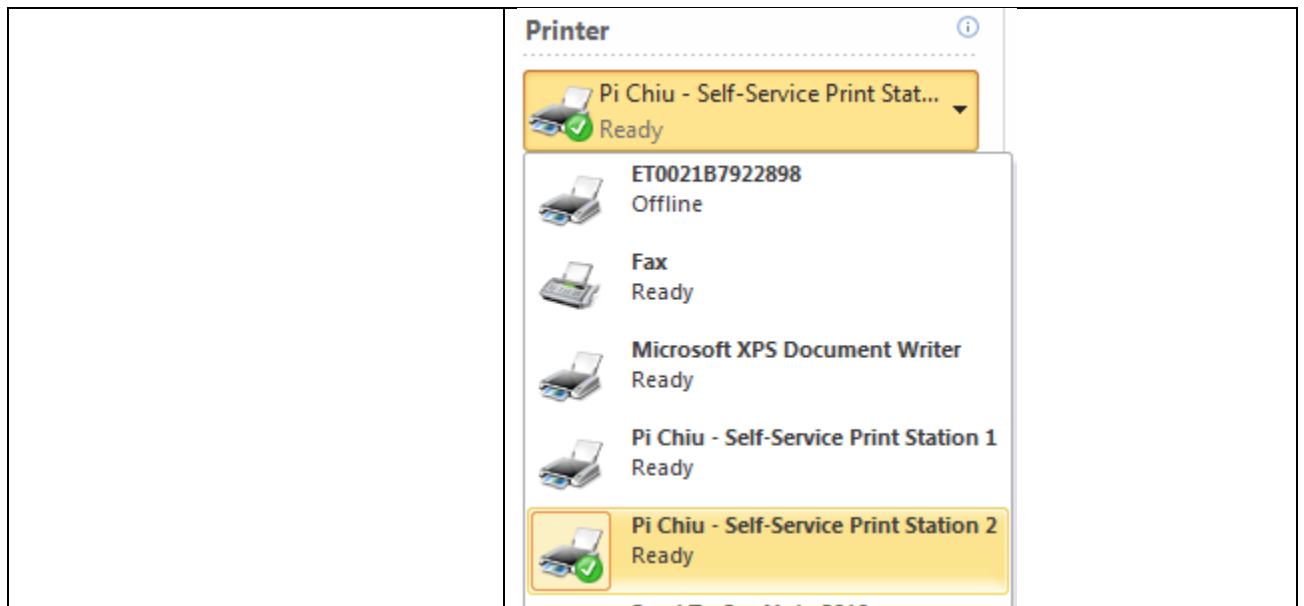 Printer
Pi Chiu - Self-Service Print Stat...
Ready
ET0021B7922898
Offline
Fax
Ready
Microsoft XPS Document Writer
Ready
Pi Chiu - Self-Service Print Station 1
Ready
Pi Chiu - Self-Service Print Station 2
Ready